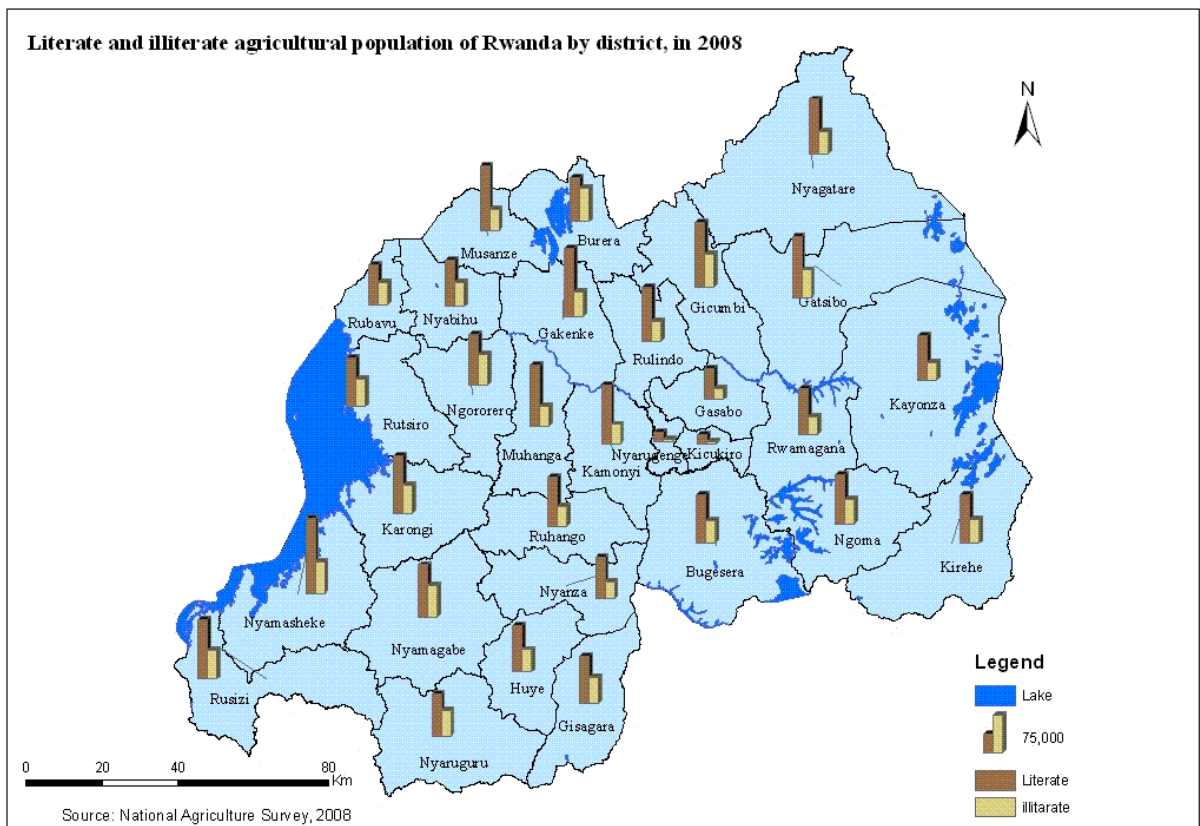 Literate and illiterate agricultural population of Rwanda by district, in 2008
N
Nyagatare
Musanze
Burera
Rubavu
Nyabihu
Gakenke
Gicumbi
Gatsibo
Rulindo
Ngororero
Rutsiro
Gasabo
Kayonza
Muhanga
Kamonyi
Nyarugenge
Kicukiro
Rwamagana
Karongi
Ruhango
Ngoma
Kirehe
Bugesera
Nyanza
Nyamasheke
Nyamagabe
Huye
Rusizi
Gisagara
Nyaruguru
Legend
Lake
75,000
Literate
illitarate
0 20 40 80
Km
Source: National Agriculture Survey, 2008